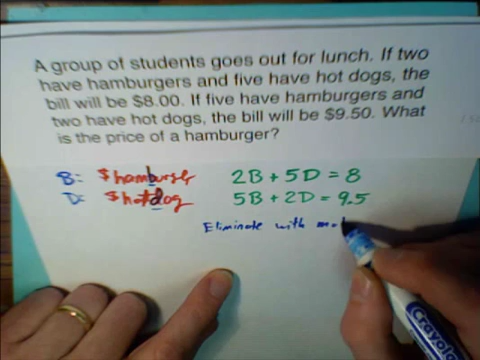 A group of students goes out for lunch. If two
have hamburgers and five have hot dogs, the
bill will be $8.00. If five have hamburgers and
two have hot dogs, the bill will be $9.50. What
is the price of a hamburger?
B: $hamburger 2B + 5D = 8
D: $hotdog 5B + 2D = 9.5
Eliminate with
Crayola